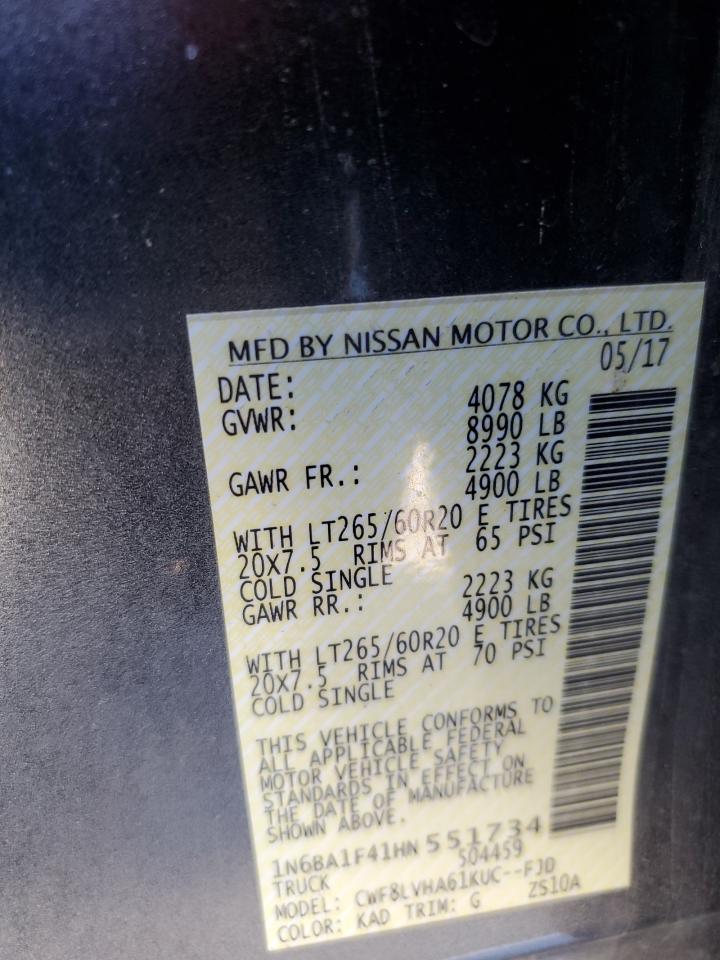 MFD BY NISSAN MOTOR CO., LTD.
DATE: 05/17
GVWR: 4078 KG
8990 LB
GAWR FR.: 2223 KG
4900 LB
WITH LT265/60R20 E TIRES
20X7.5 RIMS AT 65 PSI
COLD SINGLE
GAWR RR.: 2223 KG
4900 LB
WITH LT265/60R20 E TIRES
20X7.5 RIMS AT 70 PSI
COLD SINGLE
THIS VEHICLE CONFORMS TO
ALL APPLICABLE FEDERAL
MOTOR VEHICLE SAFETY
STANDARDS IN EFFECT ON
THE DATE OF MANUFACTURE
SHOWN ABOVE.
1N6BA1F41HN551734
TRUCK 504459
MODEL: CWF8LVHA61KUC--FJD
COLOR: KAD TRIM: G ZS10A